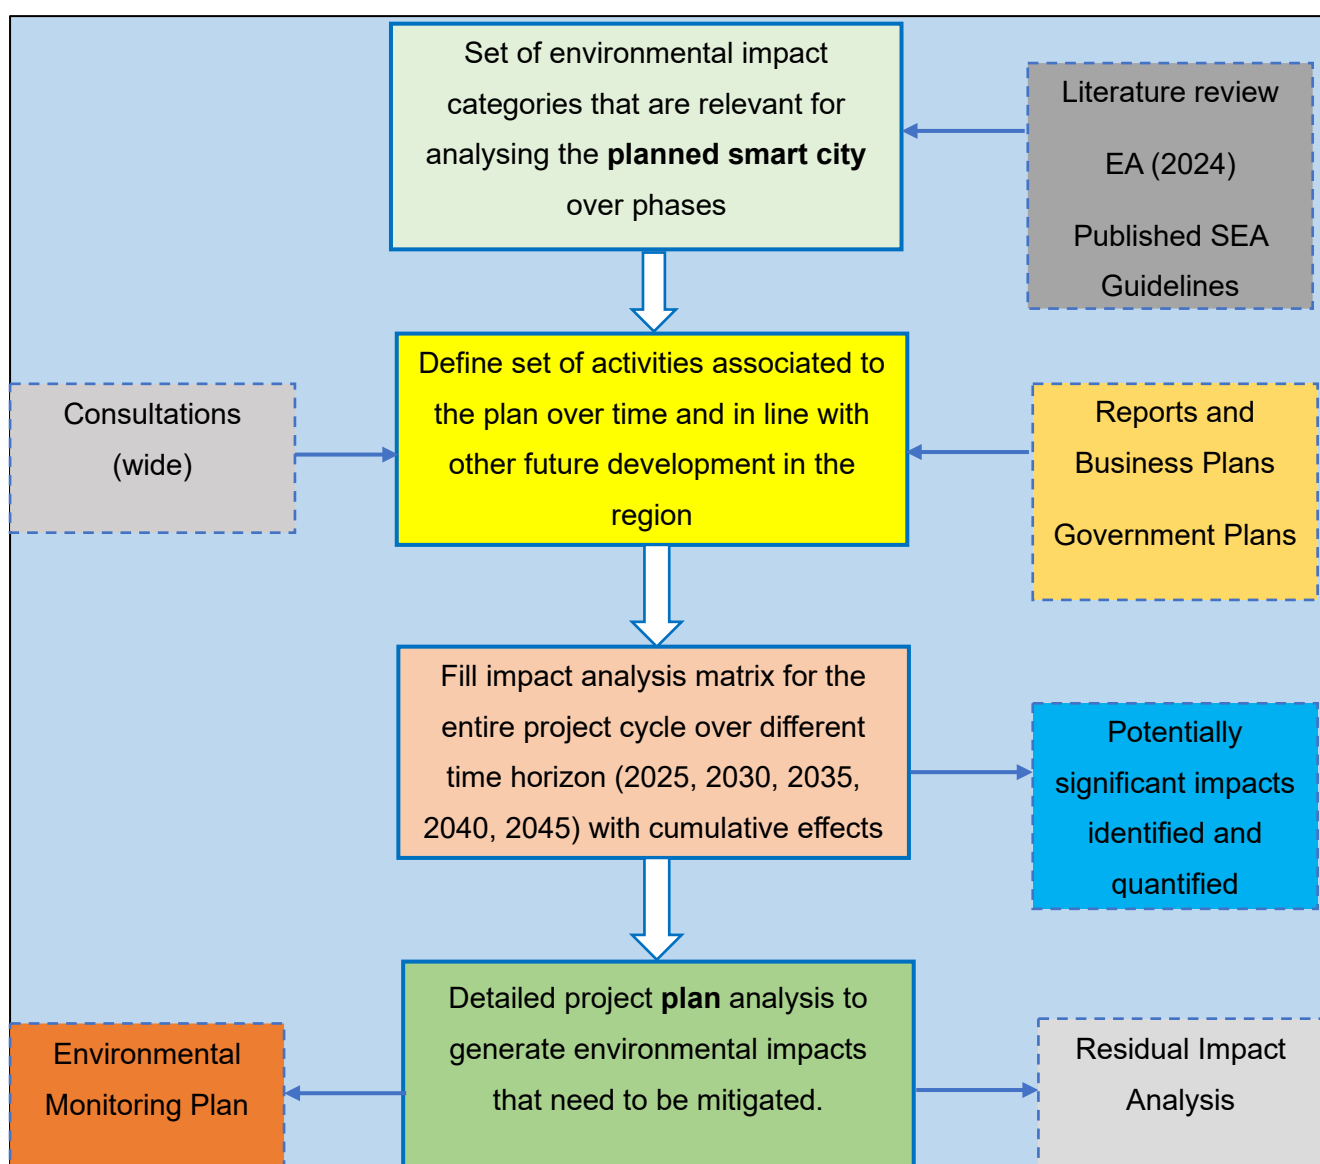 Set of environmental impact
categories that are relevant for
analysing the planned smart city
over phases
Literature review
EA (2024)
Published SEA
Guidelines
Define set of activities associated to
the plan over time and in line with
other future development in the
region
Consultations
(wide)
Reports and
Business Plans
Government Plans
Fill impact analysis matrix for the
entire project cycle over different
time horizon (2025, 2030, 2035,
2040, 2045) with cumulative effects
Potentially
significant impacts
identified and
quantified
Detailed project plan analysis to
generate environmental impacts
that need to be mitigated.
Environmental
Monitoring Plan
Residual Impact
Analysis